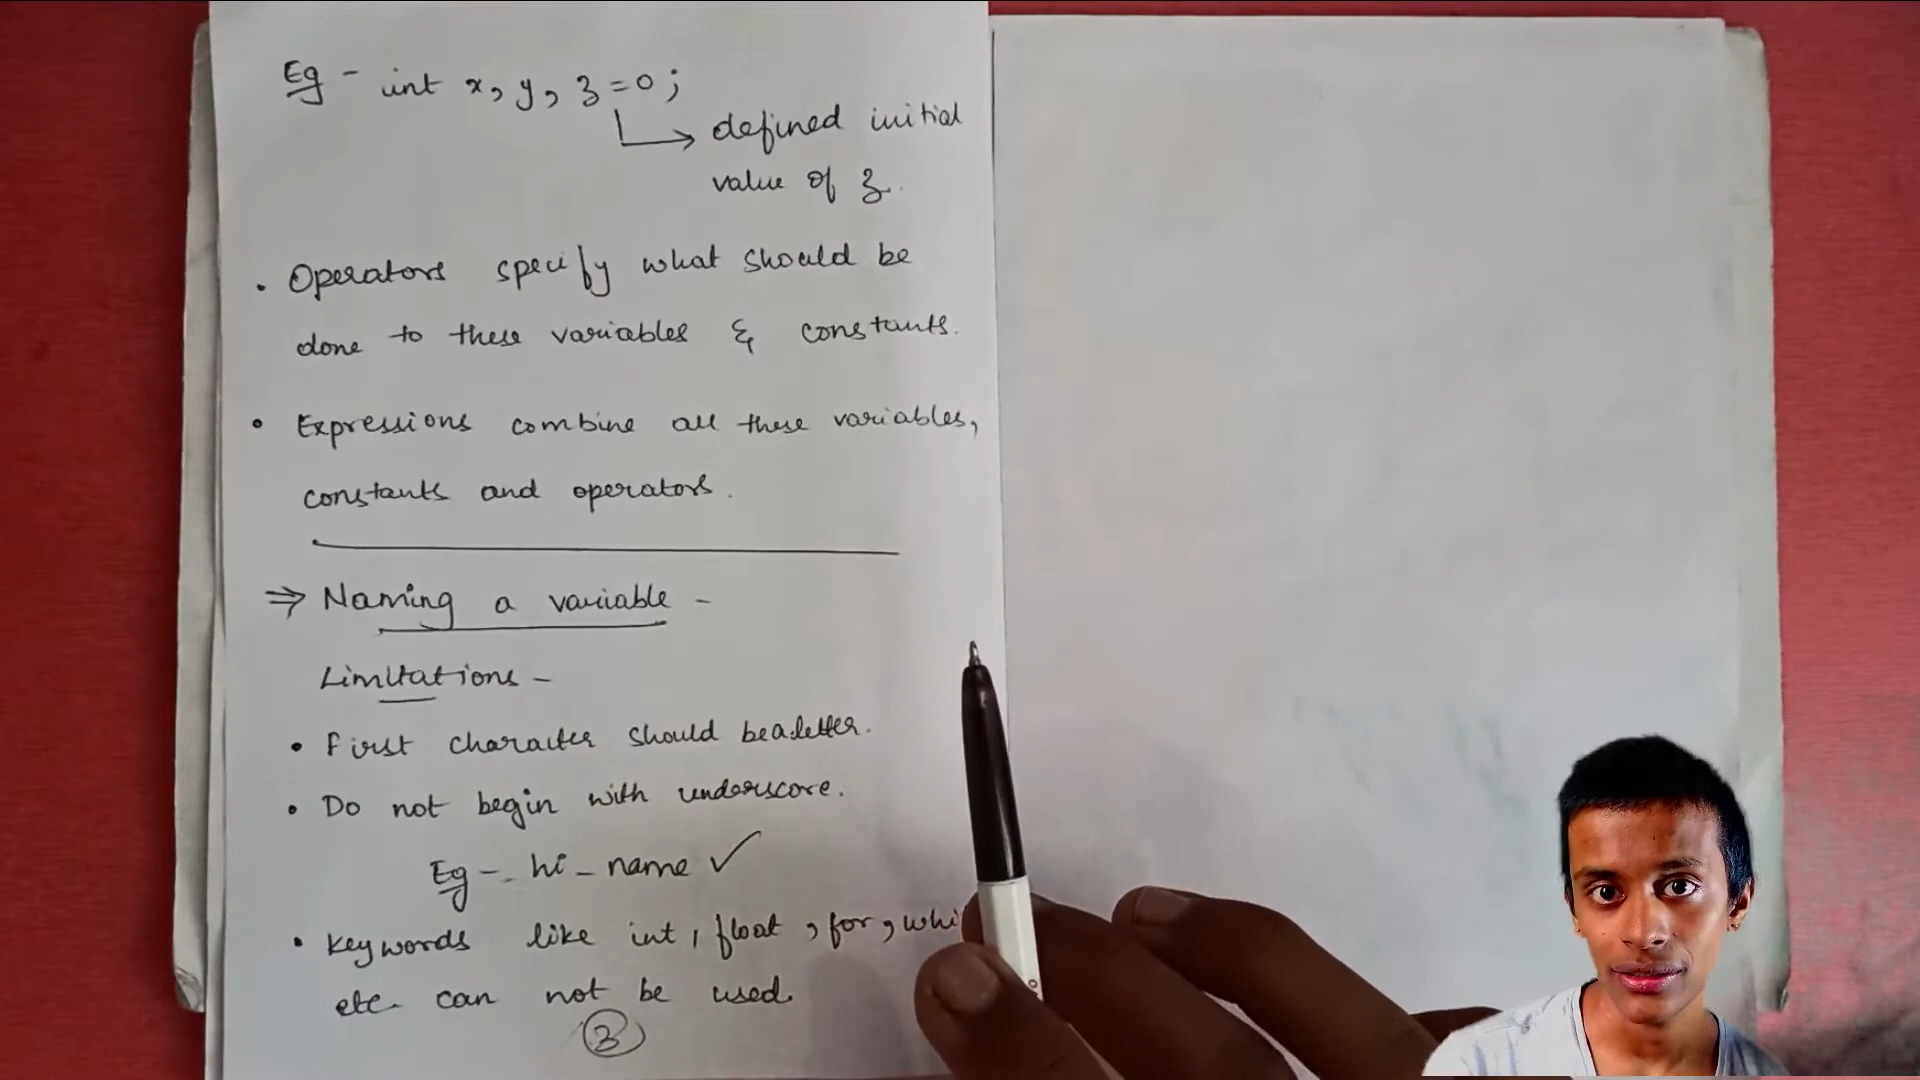 Eg - int x, y, z = 0 ;
defined initial
value of z.
• Operators specify what should be
done to these variables & constants.
• Expressions combine all these variables,
constants and operators.
⇒ Naming a variable -
Limitations -
• First character should be a letter.
• Do not begin with underscore.
Eg - hi_name ✓
• Keywords like int, float, for,
etc. can not be used.
3